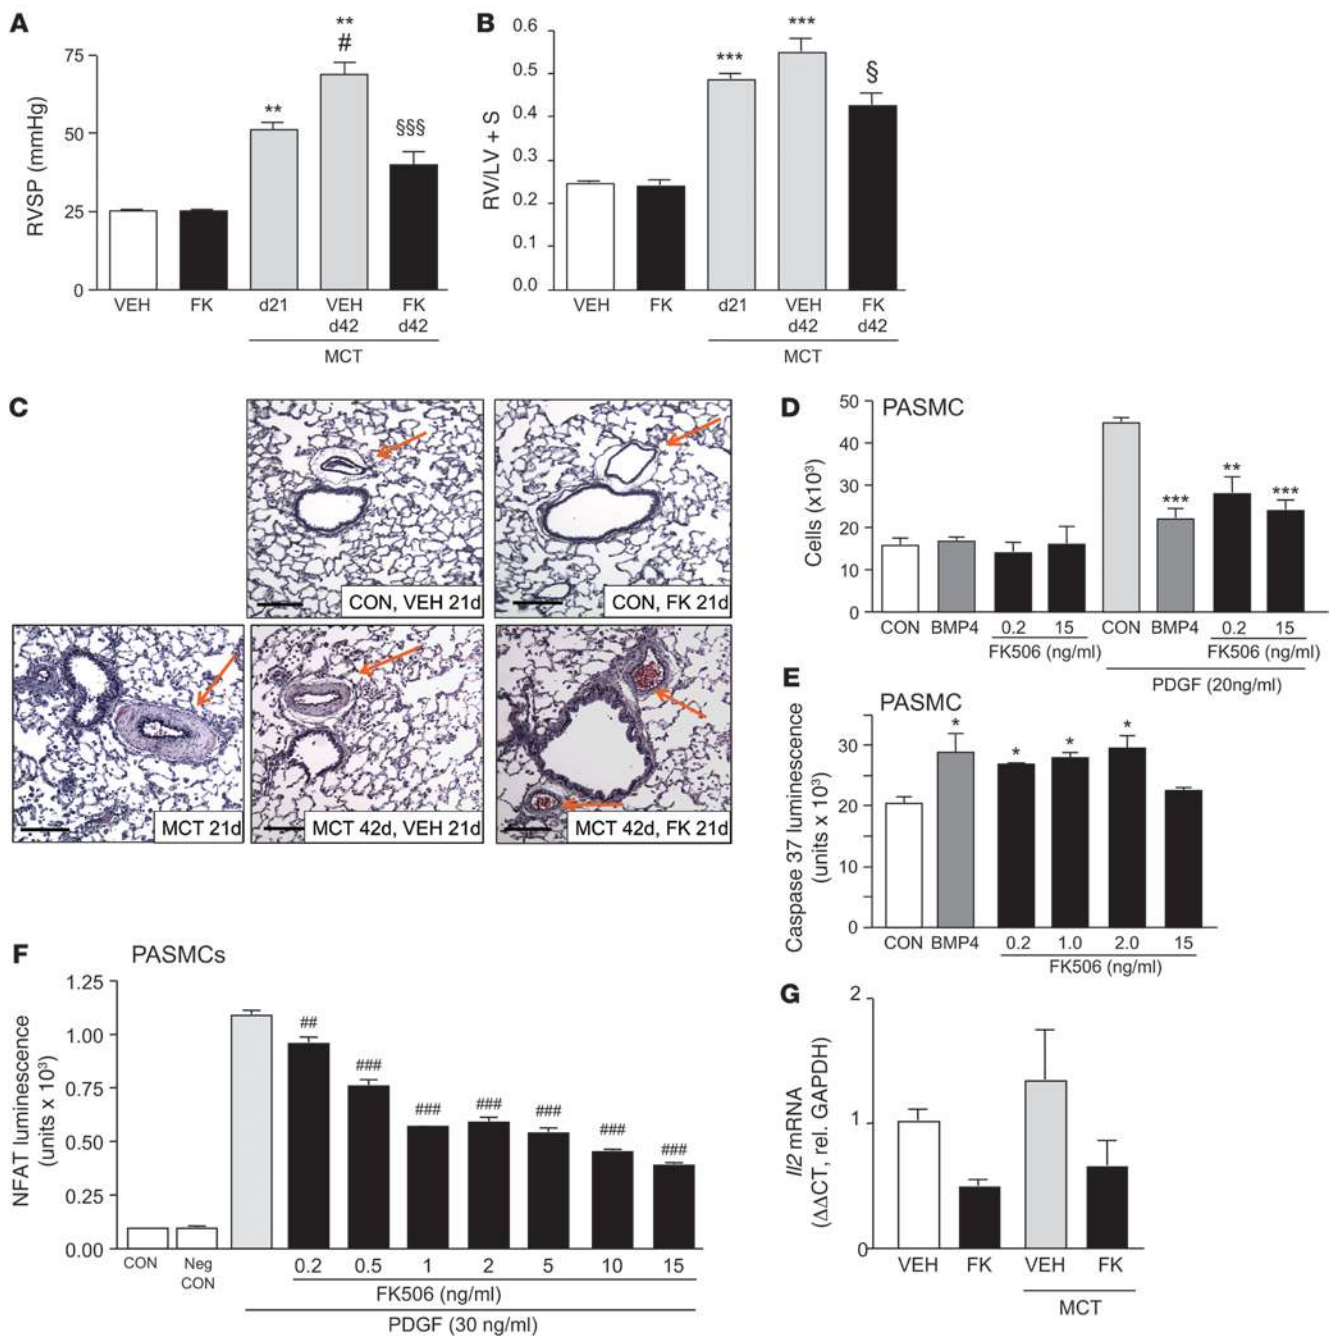 A
RVSP (mmHg)
75
50
25
0
**
**
#
§§§
VEH FK d21 VEH FK
d42 d42
MCT
B
RV/LV + S
0.6
0.5
0.4
0.3
0.2
0.1
0.0
***
***
§
VEH FK d21 VEH FK
d42 d42
MCT
C
CON, VEH 21d
CON, FK 21d
MCT 21d
MCT 42d, VEH 21d
MCT 42d, FK 21d
D
PASMC
Cells (x10³)
50
40
30
20
10
0
***
**
***
CON BMP4 0.2 15 CON BMP4 0.2 15
FK506 (ng/ml) FK506 (ng/ml)
PDGF (20ng/ml)
E
PASMC
Caspase 37 luminescence
(units x 10³)
30
20
10
0
* * * *
CON BMP4 0.2 1.0 2.0 15
FK506 (ng/ml)
F
PASMCs
NFAT luminescence
(units x 10³)
1.25
1.00
0.75
0.50
0.25
0.00
##
###
###
###
###
###
###
CON Neg 0.2 0.5 1 2 5 10 15
CON
FK506 (ng/ml)
PDGF (30 ng/ml)
G
Il2 mRNA
(ΔΔCT, rel. GAPDH)
2
1
0
VEH FK VEH FK
MCT